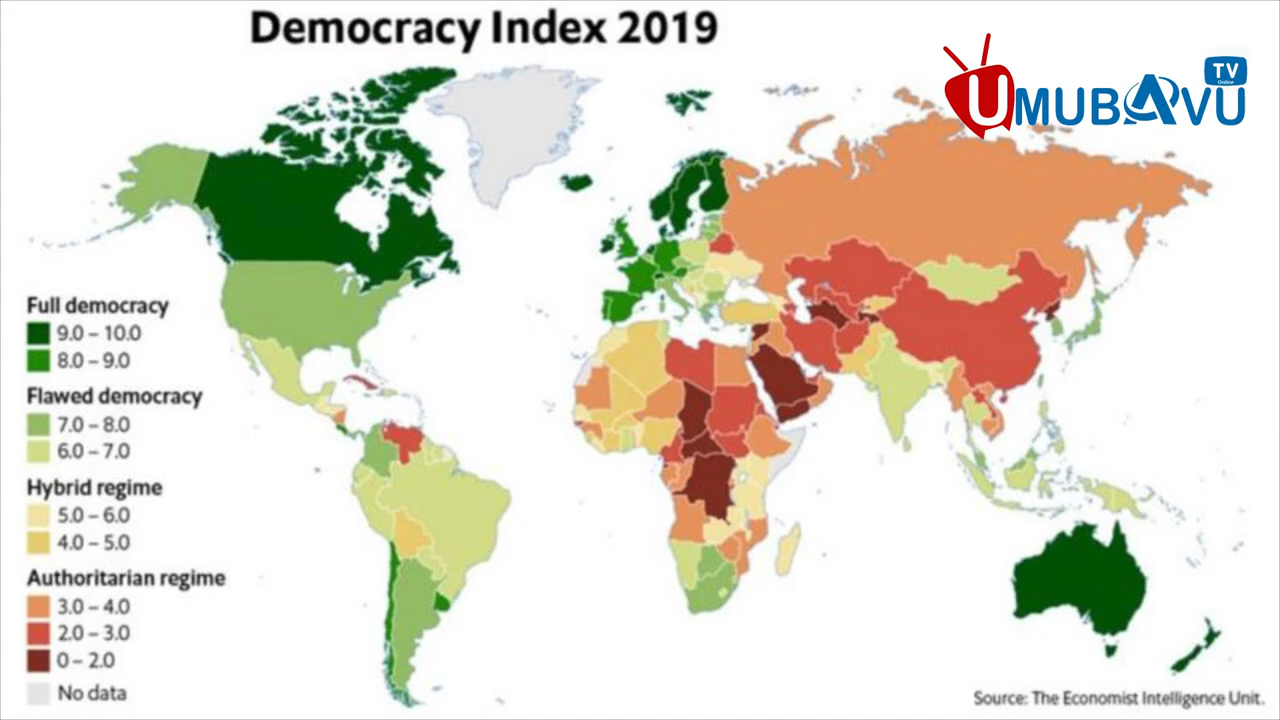 Democracy Index 2019
UMUBAVU
TV
Online
Full democracy
9.0 – 10.0
8.0 – 9.0
Flawed democracy
7.0 – 8.0
6.0 – 7.0
Hybrid regime
5.0 – 6.0
4.0 – 5.0
Authoritarian regime
3.0 – 4.0
2.0 – 3.0
0 – 2.0
No data
Source: The Economist Intelligence Unit.